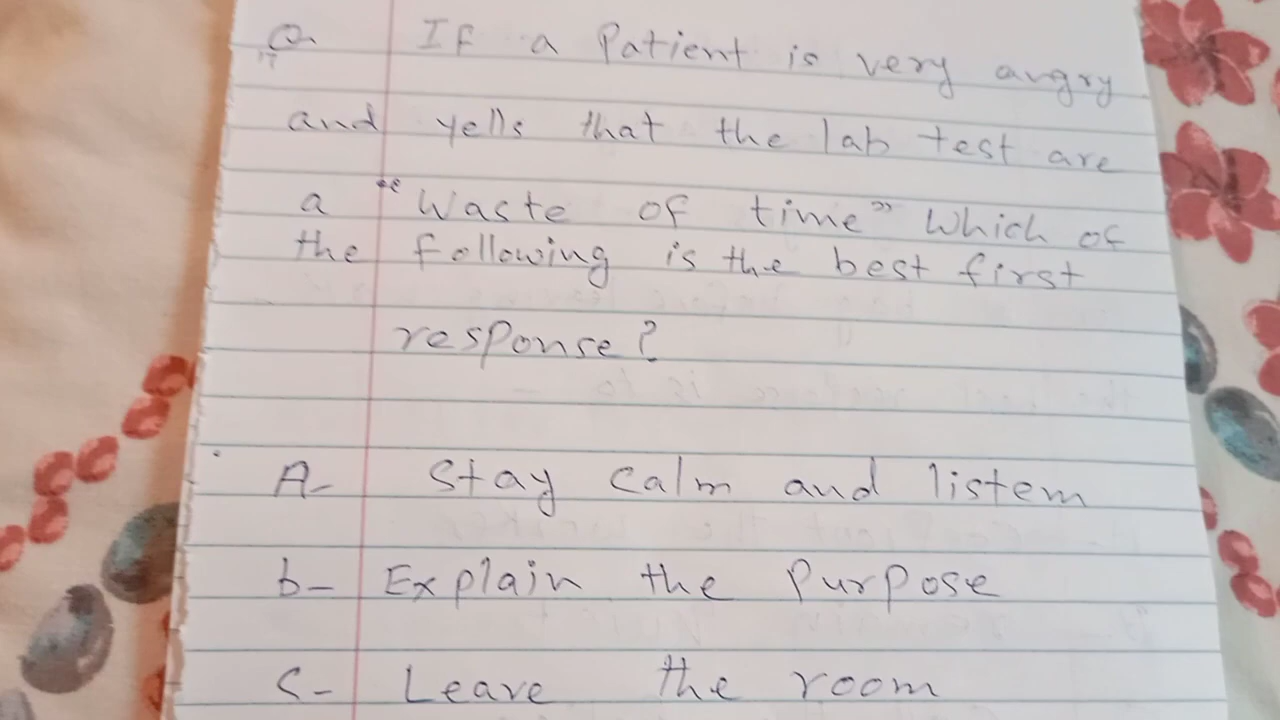 Q
17
If a Patient is very angry
and yells that the lab test are
a "Waste of time" Which of
the following is the best first
response?
A- Stay calm and listem
b- Explain the Purpose
C- Leave the room